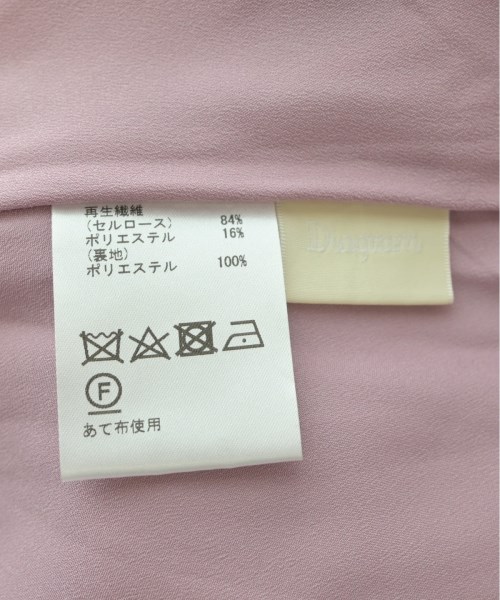 再生繊維
(セルロース) 84%
ポリエステル 16%
(裏地)
ポリエステル 100%
F
あて布使用